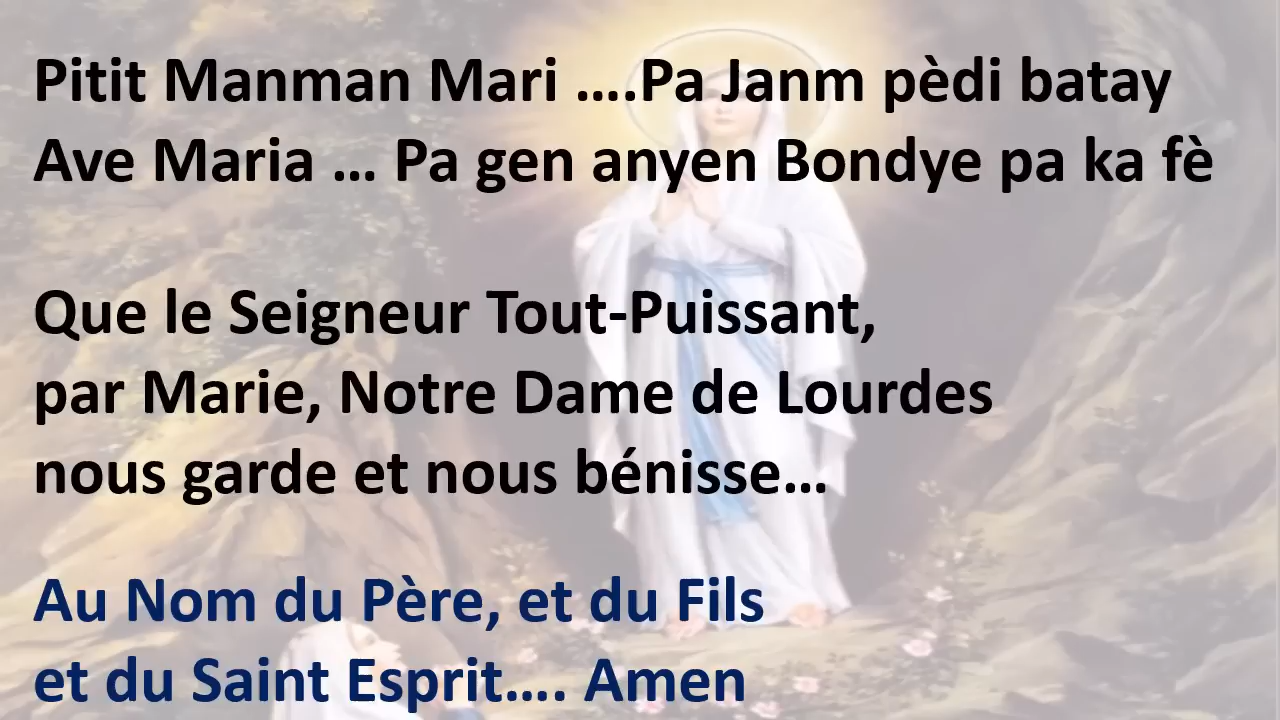 Pitit Manman Mari ….Pa Janm pèdi batay
Ave Maria … Pa gen anyen Bondye pa ka fè
Que le Seigneur Tout-Puissant,
par Marie, Notre Dame de Lourdes
nous garde et nous bénisse…
Au Nom du Père, et du Fils
et du Saint Esprit…. Amen